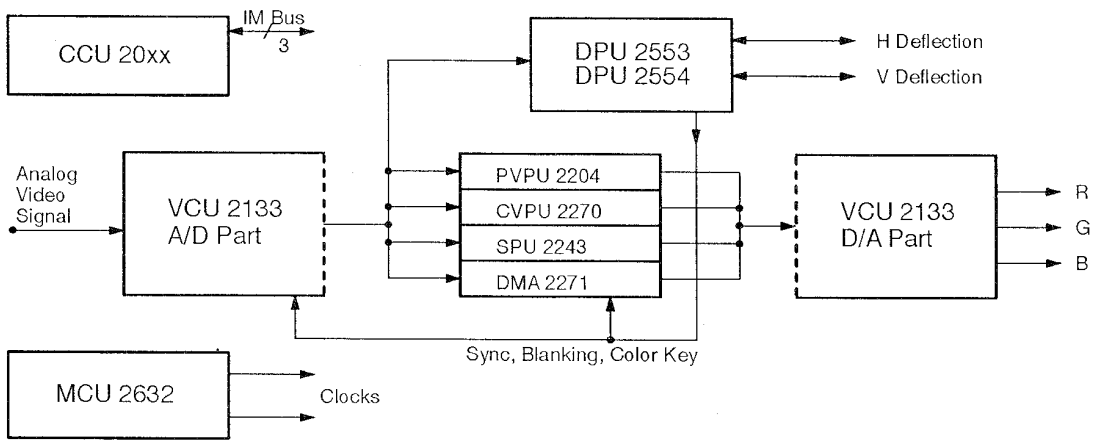 CCU 20xx
IM Bus
3
DPU 2553
DPU 2554
H Deflection
V Deflection
Analog
Video
Signal
VCU 2133
A/D Part
PVPU 2204
CVPU 2270
SPU 2243
DMA 2271
VCU 2133
D/A Part
R
G
B
Sync, Blanking, Color Key
MCU 2632
Clocks